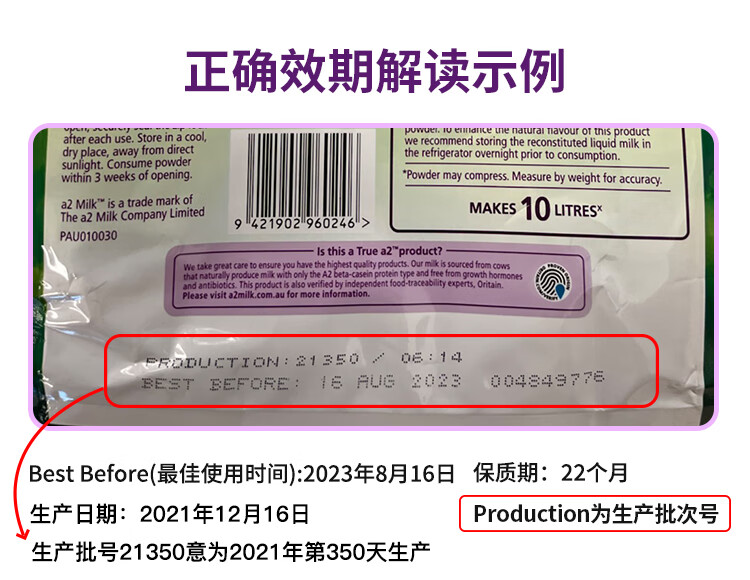 正确效期解读示例
after each use. Store in a cool,
dry place, away from direct
sunlight. Consume powder
within 3 weeks of opening.
a2 Milk™ is a trade mark of
The a2 Milk Company Limited
PAU010030
9 421902 960246 >
powder. To enhance the natural flavour of this product
we recommend storing the reconstituted liquid milk in
the refrigerator overnight prior to consumption.
*Powder may compress. Measure by weight for accuracy.
MAKES 10 LITRESˣ
Is this a True a2™ product?
We take great care to ensure you have the highest quality products. Our milk is sourced from cows
that naturally produce milk with only the A2 beta-casein protein type and free from growth hormones
and antibiotics. This product is also verified by independent food-traceability experts, Oritain.
Please visit a2milk.com.au for more information.
PRODUCTION: 21350 / 06:14
BEST BEFORE: 16 AUG 2023 004849776
Best Before(最佳使用时间):2023年8月16日 保质期：22个月
生产日期：2021年12月16日
Production为生产批次号
生产批号21350意为2021年第350天生产